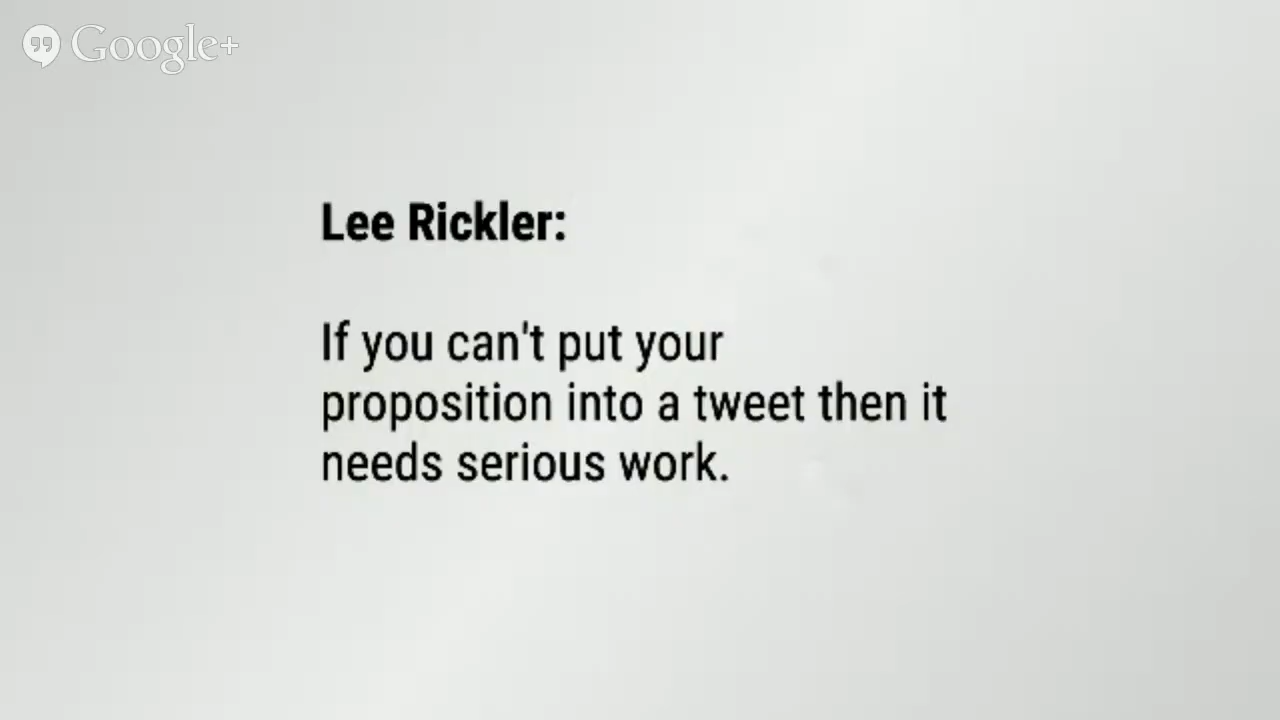 Google+
Lee Rickler:
If you can't put your
proposition into a tweet then it
needs serious work.